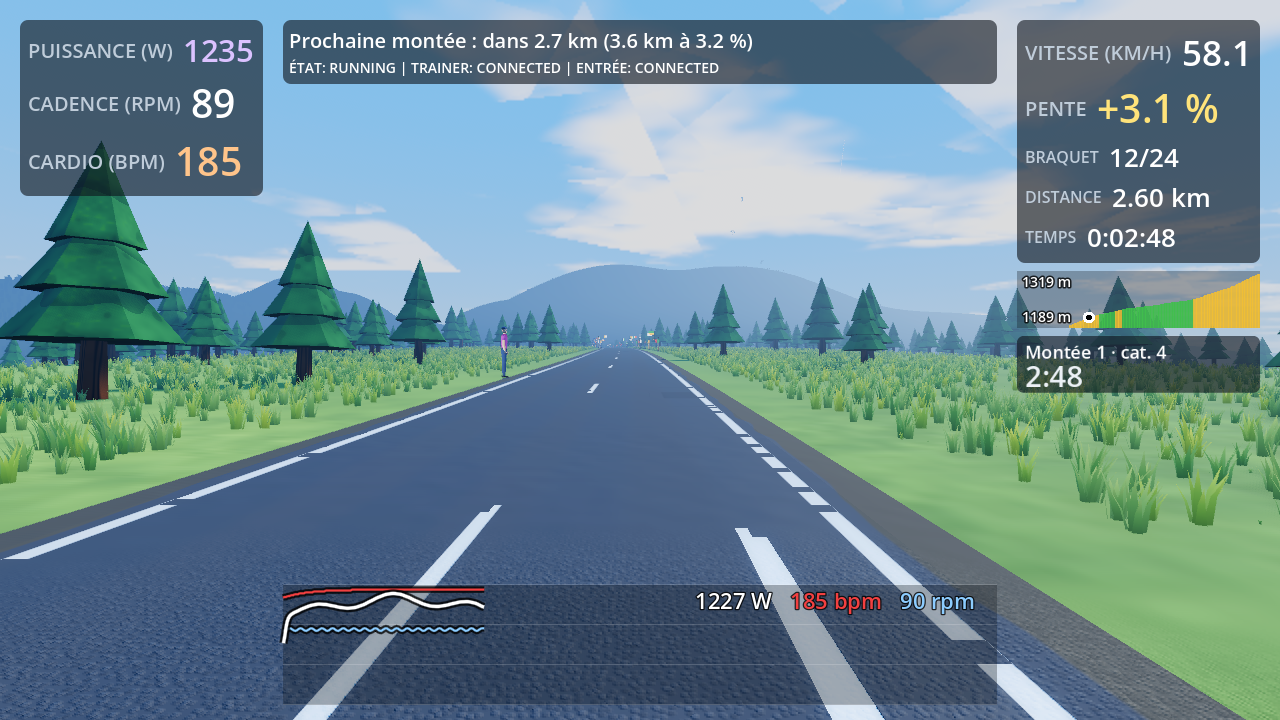 PUISSANCE (W) 1235
CADENCE (RPM) 89
CARDIO (BPM) 185
Prochaine montée : dans 2.7 km (3.6 km à 3.2 %)
ÉTAT: RUNNING | TRAINER: CONNECTED | ENTRÉE: CONNECTED
VITESSE (KM/H) 58.1
PENTE +3.1 %
BRAQUET 12/24
DISTANCE 2.60 km
TEMPS 0:02:48
1319 m
1189 m
Montée 1 · cat. 4
2:48
1227 W 185 bpm 90 rpm